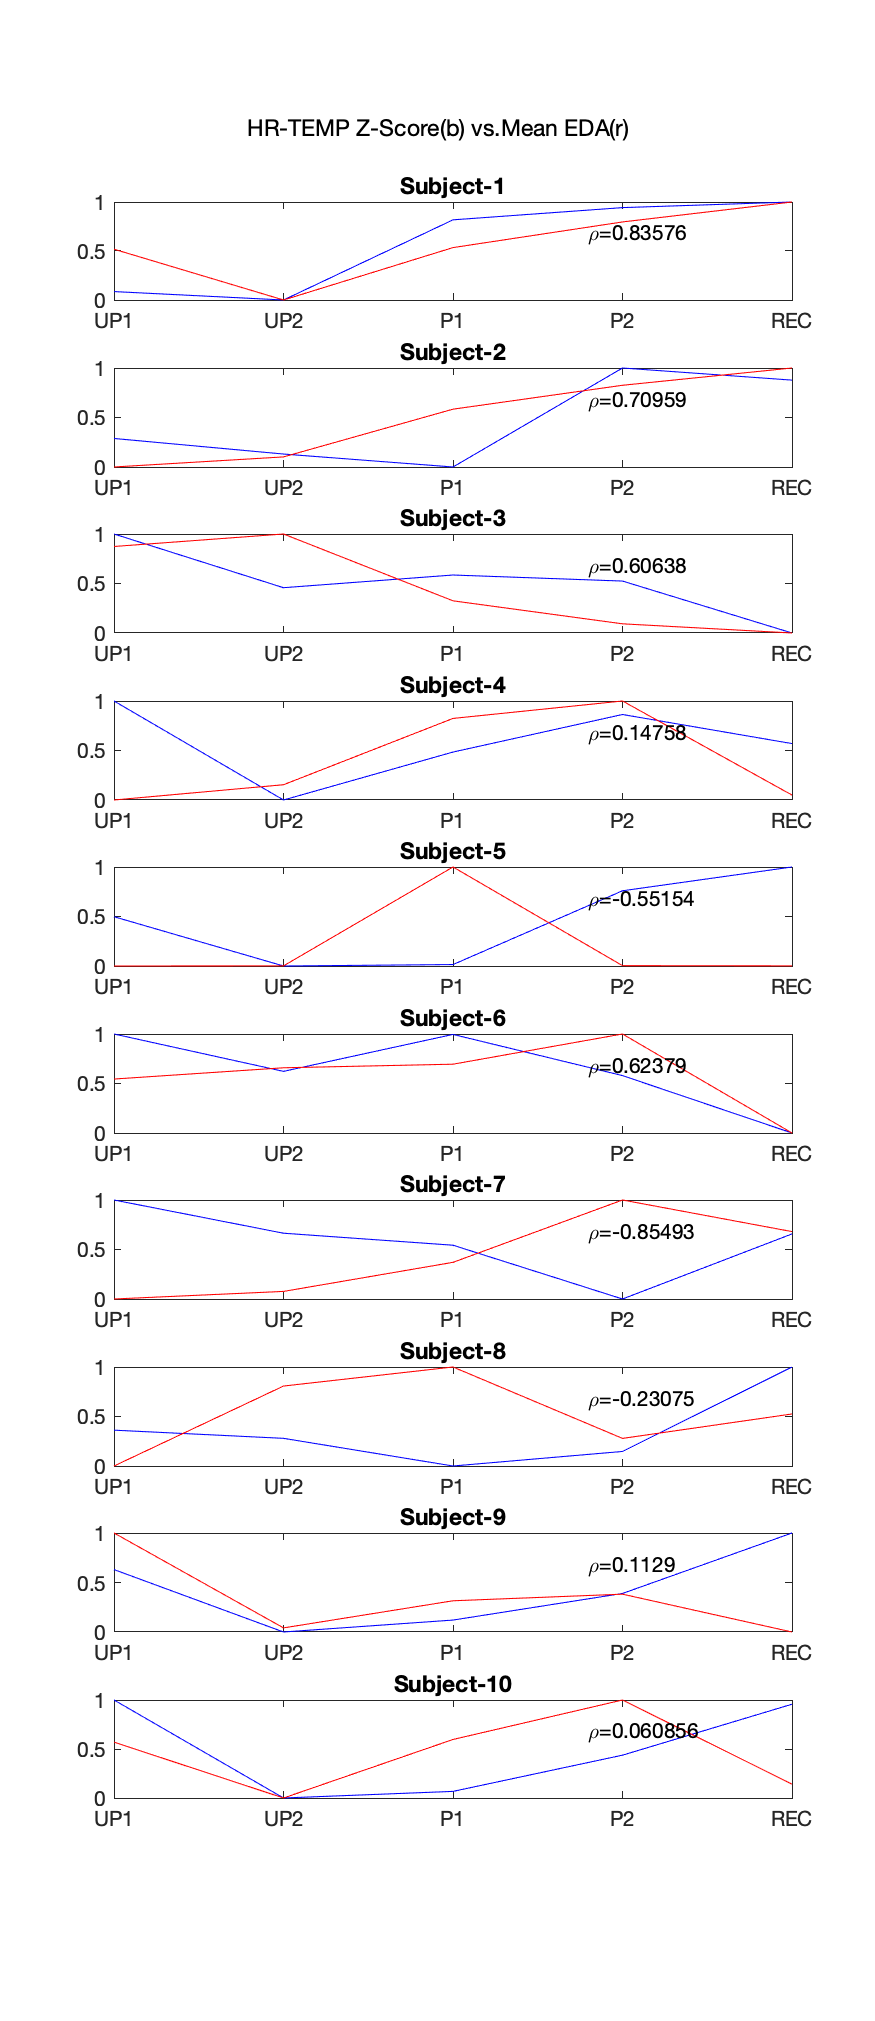 HR-TEMP Z-Score(b) vs.Mean EDA(r)
Subject-1
1
0.5
0
ρ=0.83576
UP1 UP2 P1 P2 REC
Subject-2
1
0.5
0
ρ=0.70959
UP1 UP2 P1 P2 REC
Subject-3
1
0.5
0
ρ=0.60638
UP1 UP2 P1 P2 REC
Subject-4
1
0.5
0
ρ=0.14758
UP1 UP2 P1 P2 REC
Subject-5
1
0.5
0
ρ=-0.55154
UP1 UP2 P1 P2 REC
Subject-6
1
0.5
0
ρ=0.62379
UP1 UP2 P1 P2 REC
Subject-7
1
0.5
0
ρ=-0.85493
UP1 UP2 P1 P2 REC
Subject-8
1
0.5
0
ρ=-0.23075
UP1 UP2 P1 P2 REC
Subject-9
1
0.5
0
ρ=0.1129
UP1 UP2 P1 P2 REC
Subject-10
1
0.5
0
ρ=0.060856
UP1 UP2 P1 P2 REC